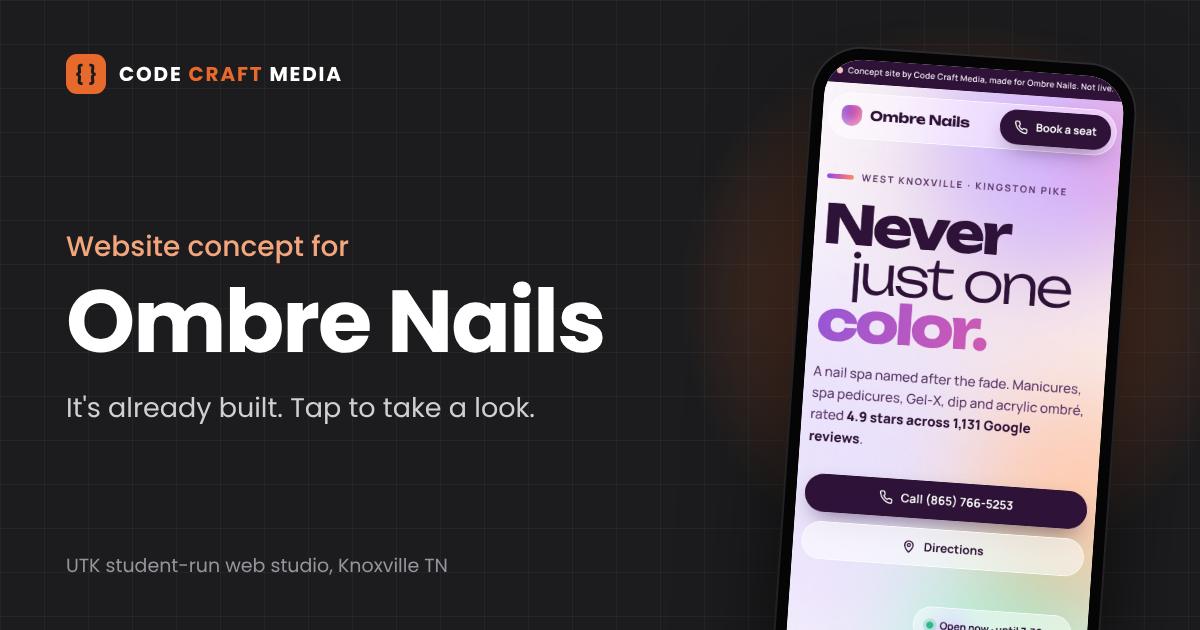 { } CODE CRAFT MEDIA
Website concept for
Ombre Nails
It's already built. Tap to take a look.
UTK student-run web studio, Knoxville TN
Concept site by Code Craft Media, made for Ombre Nails. Not live.
Ombre Nails
Book a seat
WEST KNOXVILLE · KINGSTON PIKE
Never
just one
color.
A nail spa named after the fade. Manicures,
spa pedicures, Gel-X, dip and acrylic ombré,
rated 4.9 stars across 1,131 Google
reviews.
Call (865) 766-5253
Directions
Open now · until